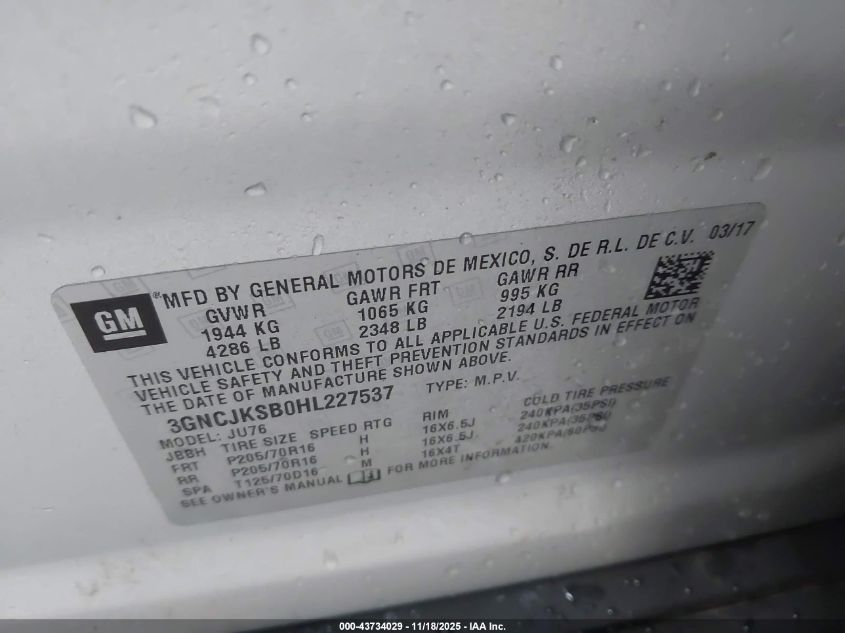 GM ® MFD BY GENERAL MOTORS DE MEXICO, S. DE R.L. DE C.V. 03/17
GVWR GAWR FRT GAWR RR
1944 KG 1065 KG 995 KG
4286 LB 2348 LB 2194 LB
THIS VEHICLE CONFORMS TO ALL APPLICABLE U.S. FEDERAL MOTOR
VEHICLE SAFETY AND THEFT PREVENTION STANDARDS IN EFFECT ON
THE DATE OF MANUFACTURE SHOWN ABOVE.
3GNCJKSB0HL227537 TYPE: M.P.V.
MODEL: JU76
JBBH TIRE SIZE SPEED RTG RIM COLD TIRE PRESSURE
FRT P205/70R16 H 16X6.5J 240KPA(35PSI)
RR P205/70R16 H 16X6.5J 240KPA(35PSI)
SPA T125/70D16 M 16X4T 420KPA(60PSI)
SEE OWNER'S MANUAL FOR MORE INFORMATION.
000-43734029 - 11/18/2025 - IAA Inc.